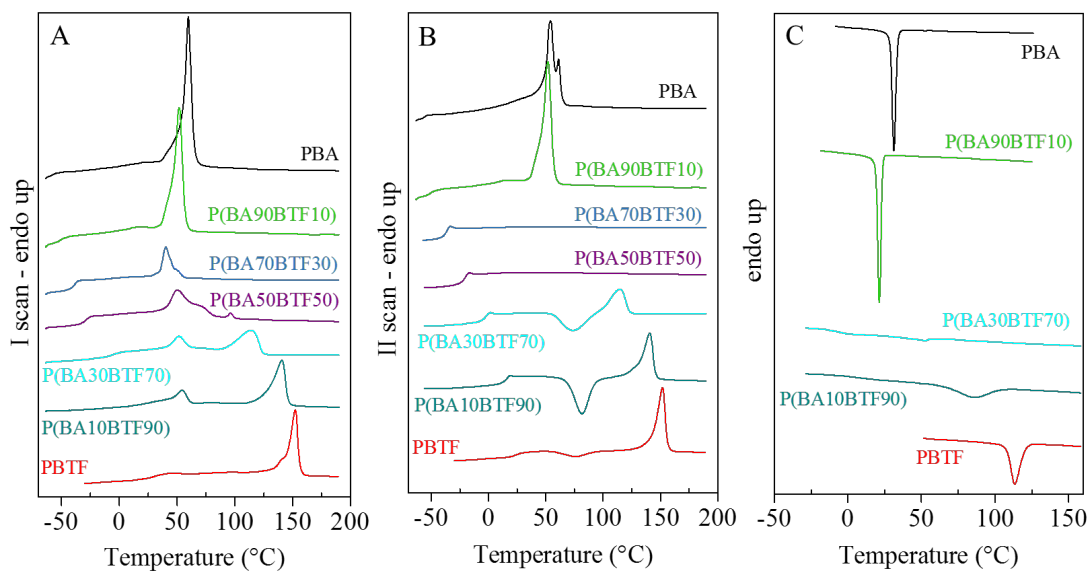 A
PBA
P(BA90BTF10)
P(BA70BTF30)
P(BA50BTF50)
P(BA30BTF70)
P(BA10BTF90)
PBTF
I scan - endo up
-50 0 50 100 150 200
Temperature (°C)
B
PBA
P(BA90BTF10)
P(BA70BTF30)
P(BA50BTF50)
P(BA30BTF70)
P(BA10BTF90)
PBTF
II scan - endo up
-50 0 50 100 150 200
Temperature (°C)
C
PBA
P(BA90BTF10)
P(BA30BTF70)
P(BA10BTF90)
PBTF
endo up
-50 0 50 100 150
Temperature (°C)